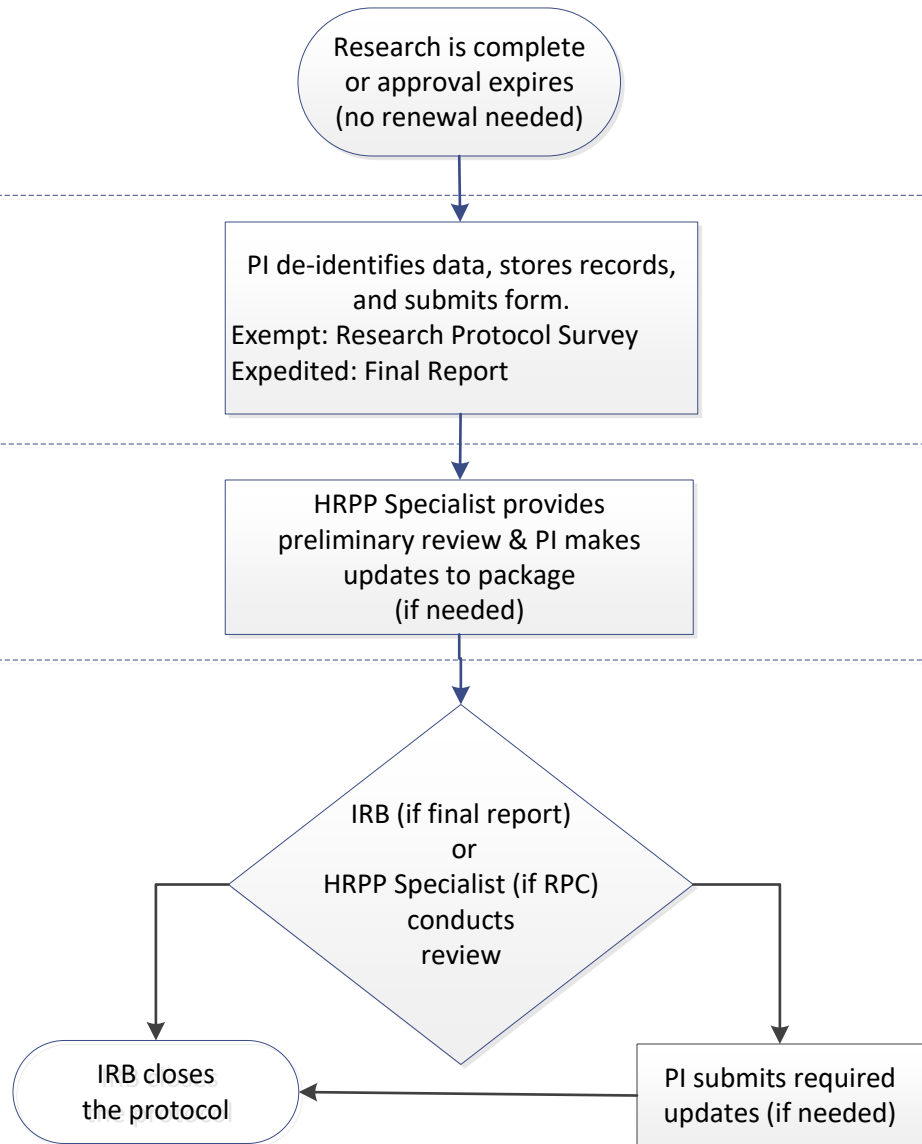 Research is complete
or approval expires
(no renewal needed)
PI de-identifies data, stores records,
and submits form.
Exempt: Research Protocol Survey
Expedited: Final Report
HRPP Specialist provides
preliminary review & PI makes
updates to package
(if needed)
IRB (if final report)
or
HRPP Specialist (if RPC)
conducts
review
IRB closes
the protocol
PI submits required
updates (if needed)